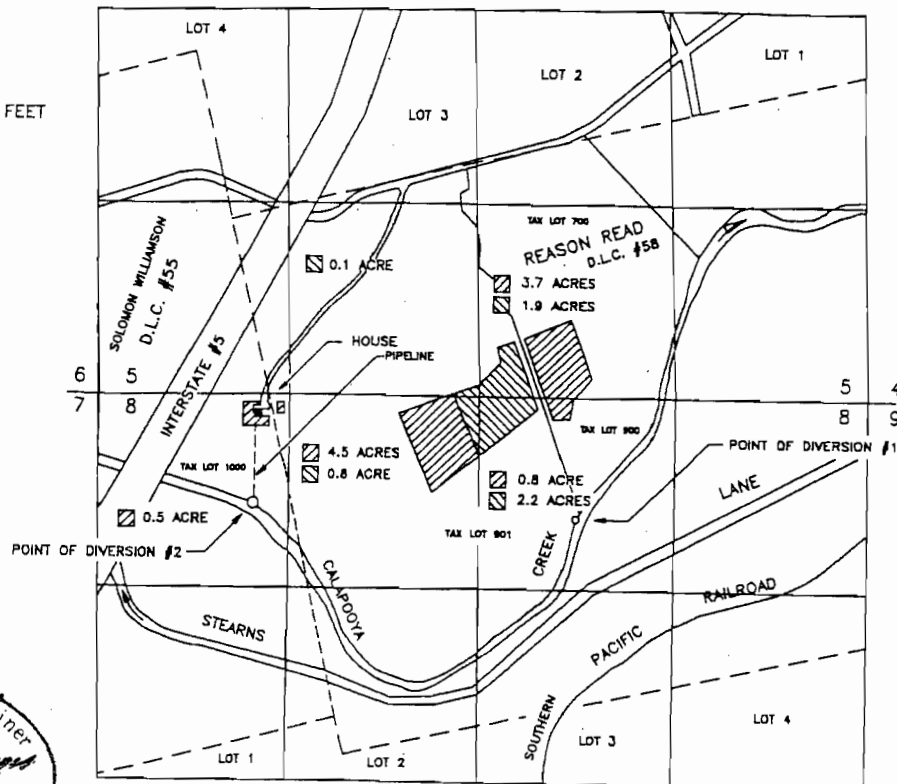 LOT 4
LOT 1
LOT 2
FEET
LOT 3
TAX LOT 700
REASON READ
D.L.C. #58
SOLOMON WILLIAMSON
D.L.C. #55
0.1 ACRE
3.7 ACRES
1.9 ACRES
INTERSTATE #5
HOUSE
PIPELINE
6 5
7 8
5 4
8 9
TAX LOT 900
4.5 ACRES
0.8 ACRE
POINT OF DIVERSION #1
TAX LOT 1000
0.8 ACRE
2.2 ACRES
LANE
0.5 ACRE
TAX LOT 901
POINT OF DIVERSION #2
CREEK
CALAPOOYA
STEARNS
RAILROAD
PACIFIC
SOUTHERN
iner
LOT 1
LOT 2
LOT 3
LOT 4